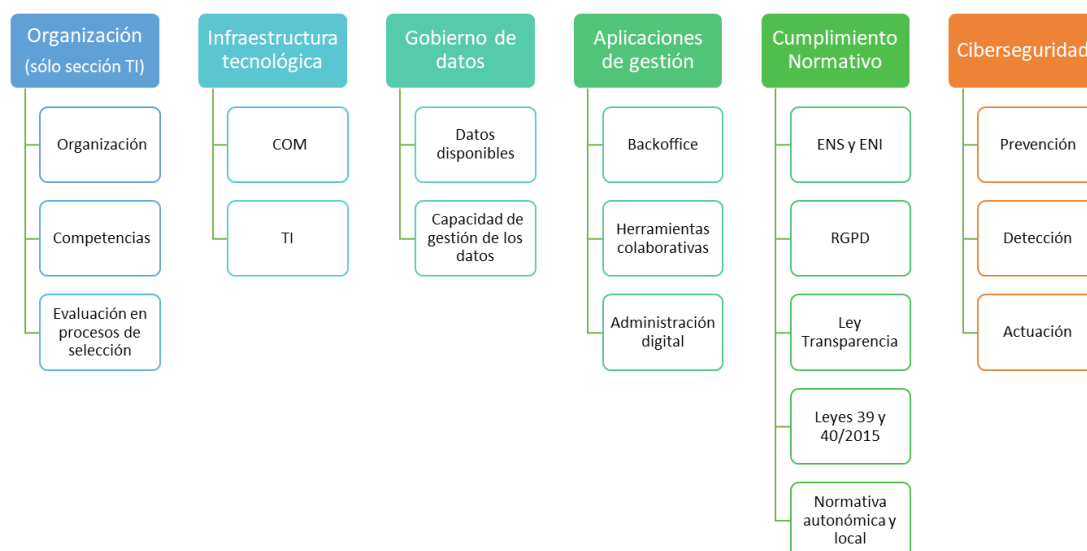 Organización
(sólo sección TI)
Organización
Competencias
Evaluación en
procesos de
selección
Infraestructura
tecnológica
COM
TI
Gobierno de
datos
Datos
disponibles
Capacidad de
gestión de los
datos
Aplicaciones
de gestión
Backoffice
Herramientas
colaborativas
Administración
digital
Cumplimiento
Normativo
ENS y ENI
RGPD
Ley
Transparencia
Leyes 39 y
40/2015
Normativa
autonómica y
local
Ciberseguridad
Prevención
Detección
Actuación